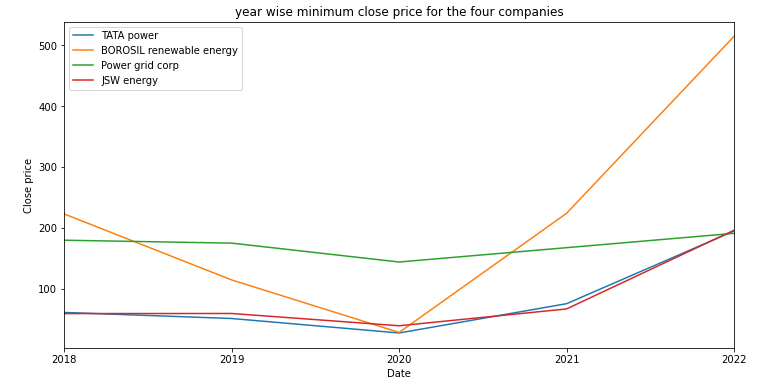 year wise minimum close price for the four companies
TATA power
BOROSIL renewable energy
Power grid corp
JSW energy
500
400
300
200
100
Close price
2018 2019 2020 2021 2022
Date